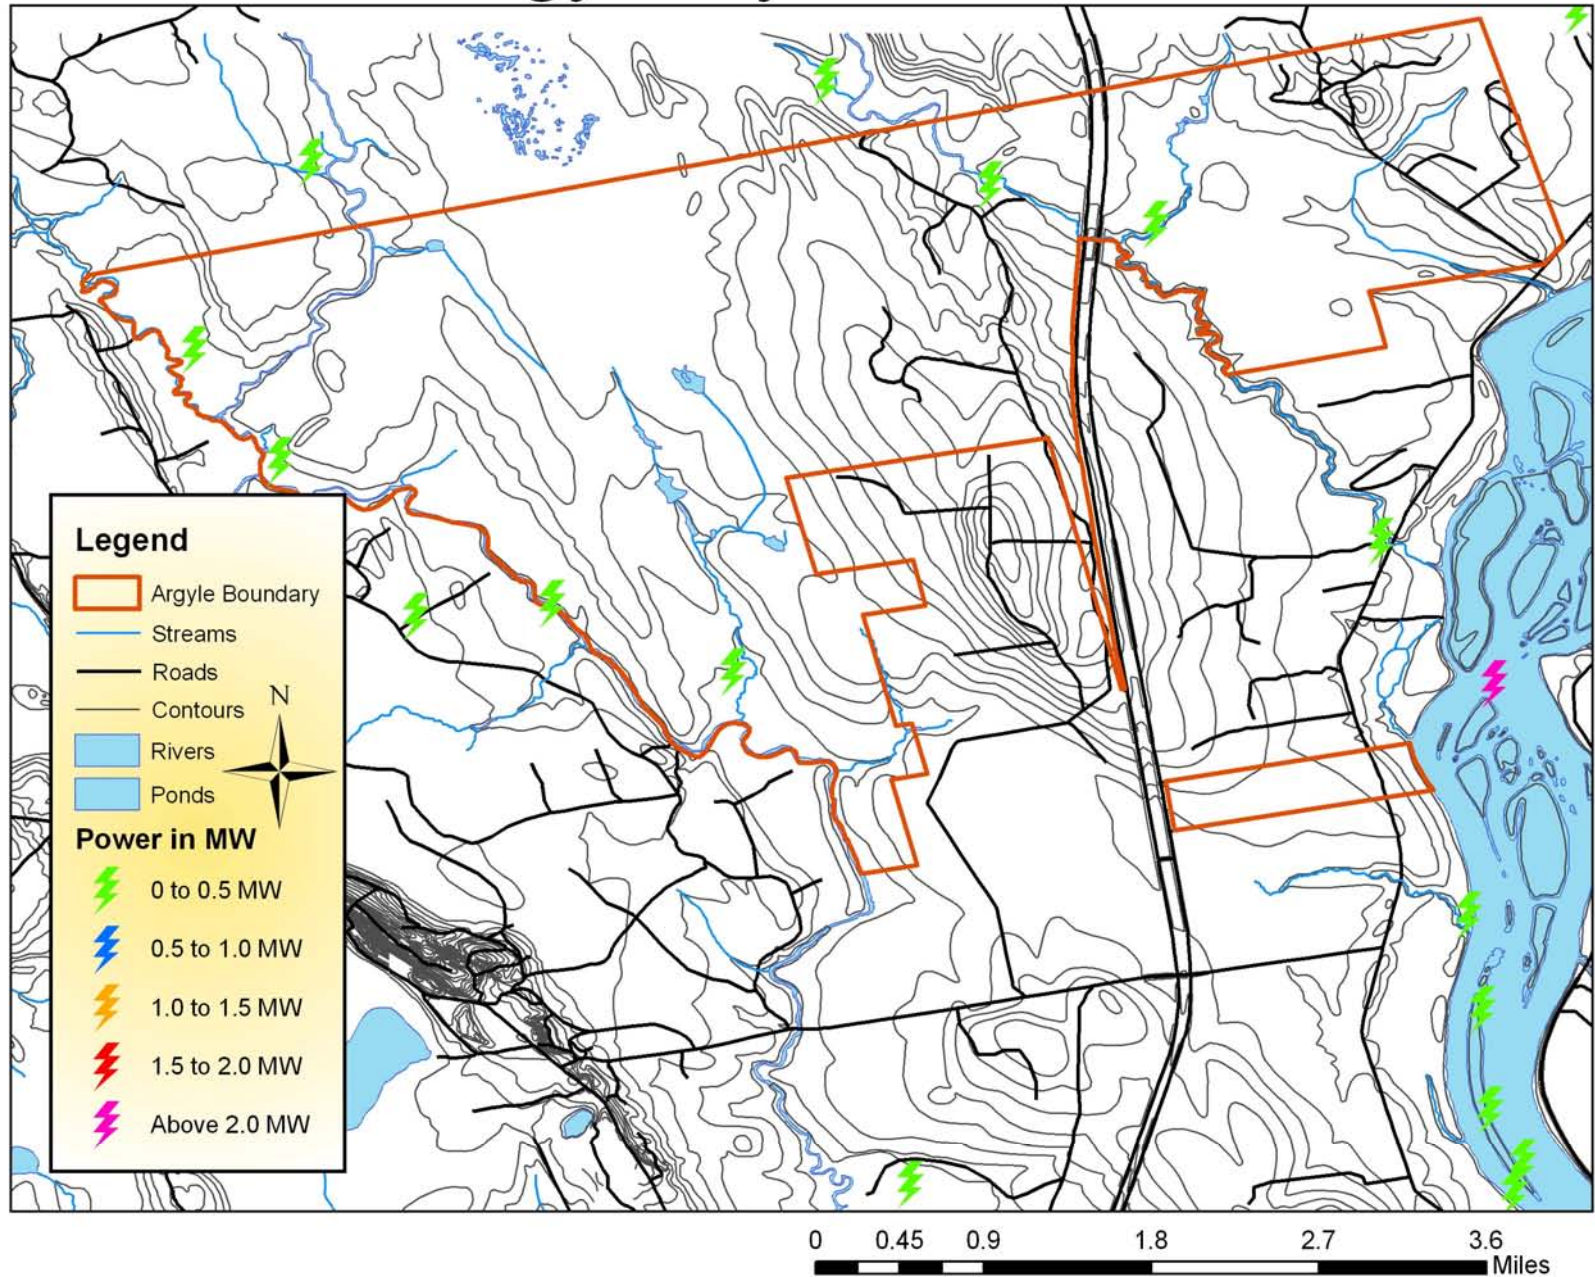 Legend
Argyle Boundary
Streams
Roads
Contours
N
Rivers
Ponds
Power in MW
0 to 0.5 MW
0.5 to 1.0 MW
1.0 to 1.5 MW
1.5 to 2.0 MW
Above 2.0 MW
0 0.45 0.9 1.8 2.7 3.6
Miles